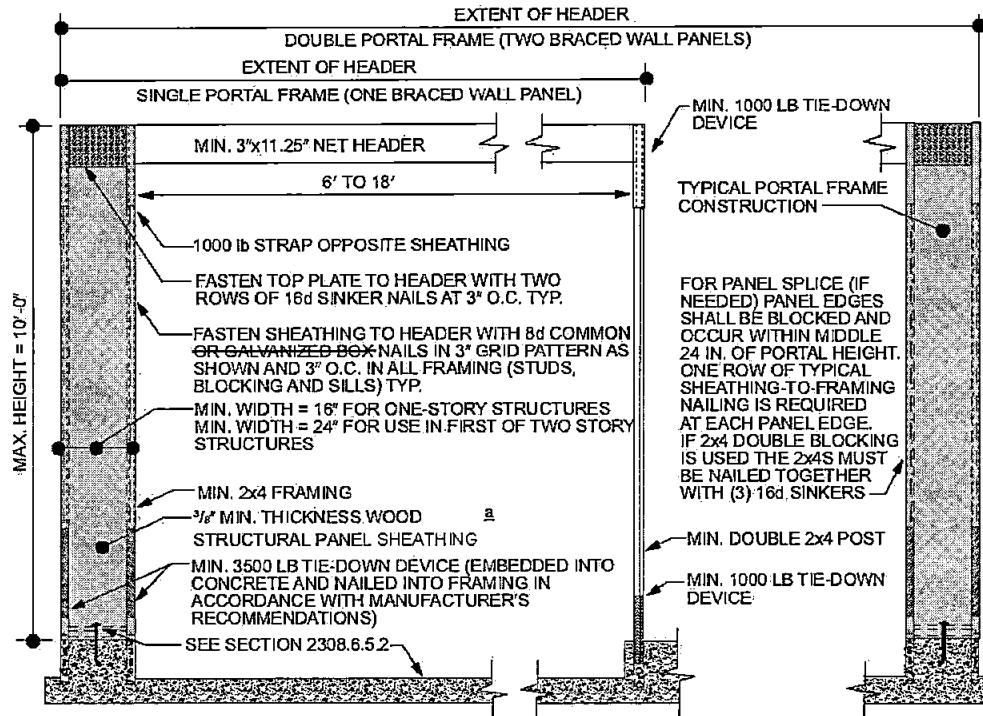 EXTENT OF HEADER
DOUBLE PORTAL FRAME (TWO BRACED WALL PANELS)
EXTENT OF HEADER
SINGLE PORTAL FRAME (ONE BRACED WALL PANEL)
MIN. 1000 LB TIE-DOWN
DEVICE
MIN. 3"x11.25" NET HEADER
6' TO 18'
TYPICAL PORTAL FRAME
CONSTRUCTION
1000 lb STRAP OPPOSITE SHEATHING
FASTEN TOP PLATE TO HEADER WITH TWO
ROWS OF 16d SINKER NAILS AT 3" O.C. TYP.
FASTEN SHEATHING TO HEADER WITH 8d COMMON
OR GALVANIZED BOX NAILS IN 3" GRID PATTERN AS
SHOWN AND 3" O.C. IN ALL FRAMING (STUDS,
BLOCKING AND SILLS) TYP.
MIN. WIDTH = 16" FOR ONE-STORY STRUCTURES
MIN. WIDTH = 24" FOR USE IN FIRST OF TWO STORY
STRUCTURES
MAX. HEIGHT = 10'-0"
FOR PANEL SPLICE (IF
NEEDED) PANEL EDGES
SHALL BE BLOCKED AND
OCCUR WITHIN MIDDLE
24 IN. OF PORTAL HEIGHT.
ONE ROW OF TYPICAL
SHEATHING-TO-FRAMING
NAILING IS REQUIRED
AT EACH PANEL EDGE.
IF 2x4 DOUBLE BLOCKING
IS USED THE 2x4S MUST
BE NAILED TOGETHER
WITH (3) 16d SINKERS
MIN. 2x4 FRAMING
3/8" MIN. THICKNESS WOOD a
STRUCTURAL PANEL SHEATHING
MIN. DOUBLE 2x4 POST
MIN. 3500 LB TIE-DOWN DEVICE (EMBEDDED INTO
CONCRETE AND NAILED INTO FRAMING IN
ACCORDANCE WITH MANUFACTURER'S
RECOMMENDATIONS)
MIN. 1000 LB TIE-DOWN
DEVICE
SEE SECTION 2308.6.5.2